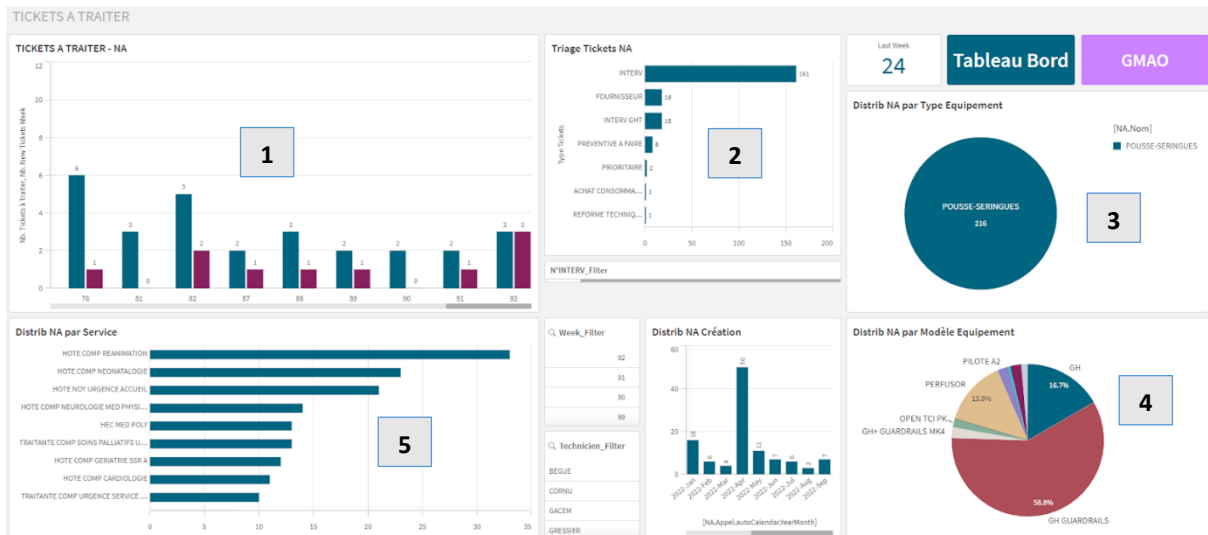 TICKETS A TRAITER
TICKETS A TRAITER - NA
Nb. Tickets à Traiter, Nb. New Tickets Week
12
10
8
6
4
2
0
6
1
3
0
5
2
2
1
3
1
2
1
2
0
2
1
3
3
76
81
82
87
88
89
90
91
92
1
Triage Tickets NA
Type Tickets
INTERV
161
FOURNISSEUR
18
INTERV GHT
18
PREVENTIVE A FAIRE
8
PRIORITAIRE
2
ACHAT CONSOMMA...
1
REFORME TECHNIQ...
1
0
50
100
150
200
2
N°INTERV_Filter
Last Week
24
Tableau Bord
GMAO
Distrib NA par Type Equipement
[NA.Nom]
POUSSE-SERINGUES
POUSSE-SERINGUES
216
3
Distrib NA par Service
HOTE COMP REANIMATION
HOTE COMP NEONATALOGIE
HOTE NOY URGENCE ACCUEIL
HOTE COMP NEUROLOGIE MED PHYSI...
HEC MED POLY
TRAITANTE COMP SOINS PALLIATIFS U...
HOTE COMP GERIATRIE SSR A
HOTE COMP CARDIOLOGIE
TRAITANTE COMP URGENCE SERVICE ...
0
5
10
15
20
25
30
35
5
Week_Filter
92
91
90
89
Technicien_Filter
BEGUE
CORNU
GACEM
GRESSIER
Distrib NA Création
60
40
20
0
16
6
4
50
11
7
6
3
7
2022-Jan
2022-Feb
2022-Mar
2022-Apr
2022-May
2022-Jun
2022-Jul
2022-Aug
2022-Sep
[NA.Appel.autoCalendar.YearMonth]
Distrib NA par Modèle Equipement
PILOTE A2
GH
PERFUSOR
16.7%
13.9%
OPEN TCI PK
GH+ GUARDRAILS MK4
58.8%
GH GUARDRAILS
4